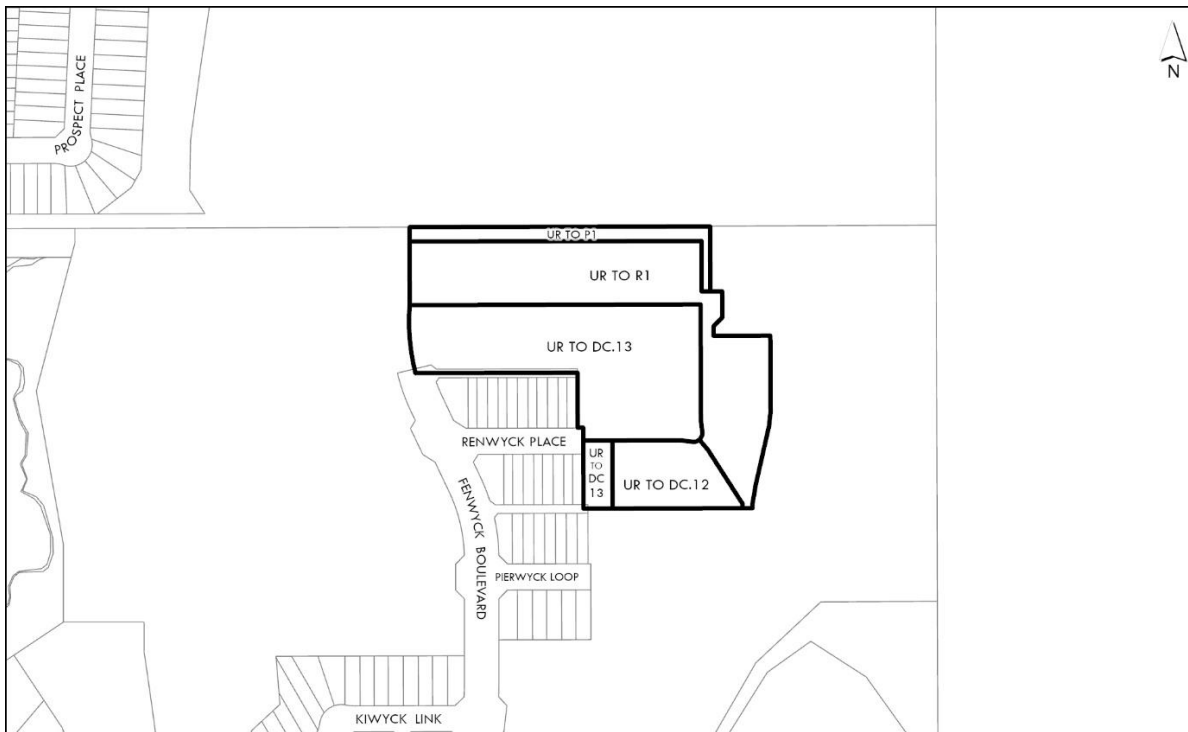 PROSPECT PLACE
N
UR TO P1
UR TO R1
UR TO DC.13
RENWYCK PLACE
UR
TO
DC
13
UR TO DC.12
FENWYCK BOULEVARD
PIERWYCK LOOP
KIWYCK LINK